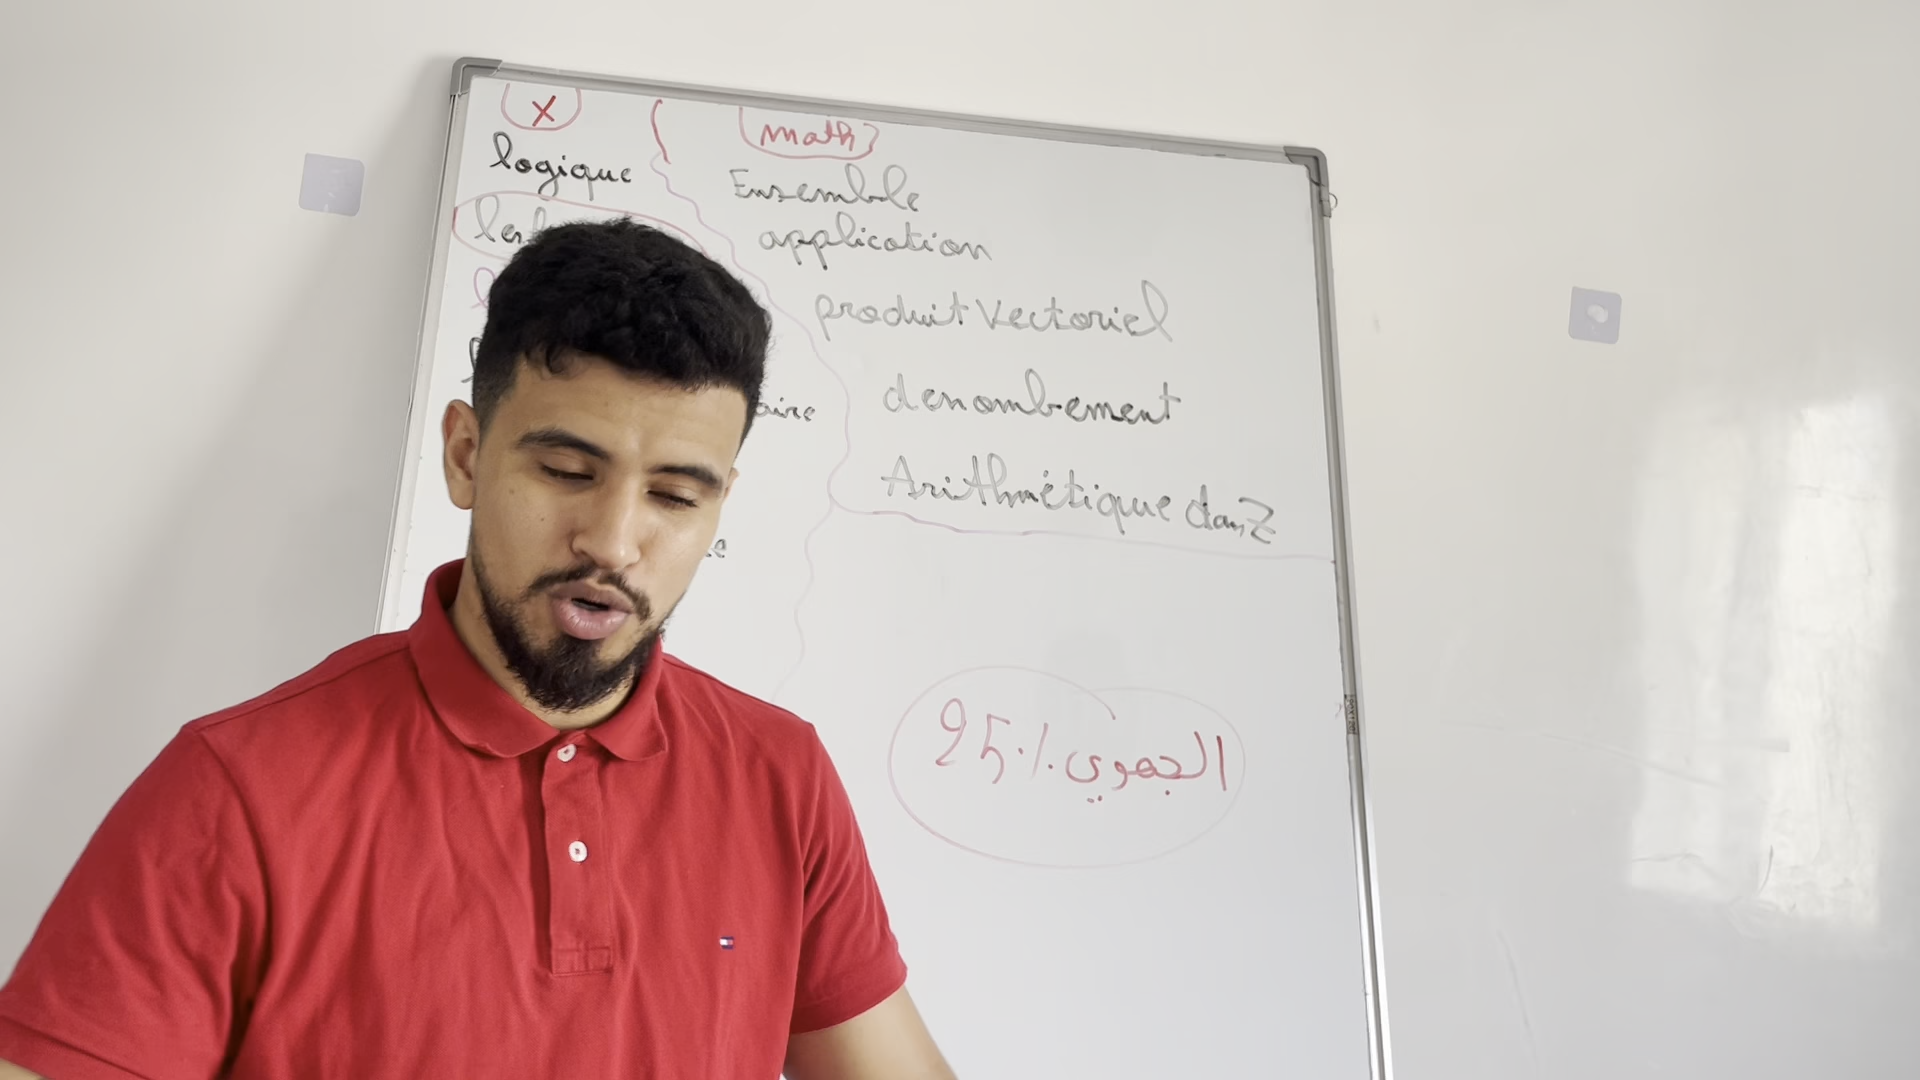 X
logique
math
Ensemble
application
produit Vectoriel
denombement
Arithmétique dans Z
الجهوي 25%